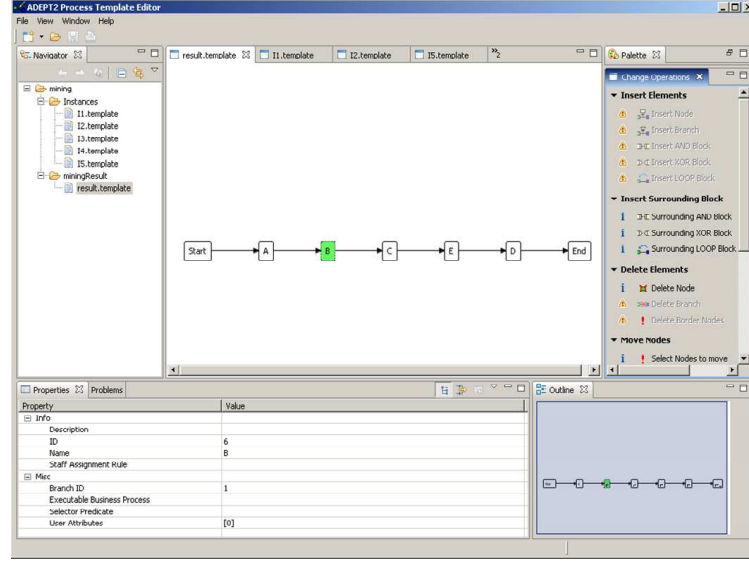 ADEPT2 Process Template Editor
File View Window Help
Navigator
mining
Instances
I1.template
I2.template
I3.template
I4.template
I5.template
miningResult
result.template
result.template I1.template I2.template I5.template »2
Start A B C E D End
Palette
Change Operations
Insert Elements
Insert Node
Insert Branch
Insert AND Block
Insert XOR Block
Insert LOOP Block
Insert Surrounding Block
Surrounding AND Block
Surrounding XOR Block
Surrounding LOOP Block
Delete Elements
Delete Node
Delete Branch
Delete Border Nodes
Move Nodes
Select Nodes to move
Properties Problems
Property Value
Info
Description
ID 6
Name B
Staff Assignment Rule
Misc
Branch ID 1
Executable Business Process
Selector Predicate
User Attributes [0]
Outline